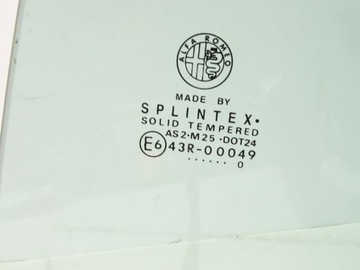 ALFA ROMEO
MADE BY
SPLINTEX•
SOLID TEMPERED
AS2•M25•DOT24
E6 43R-00049
...... 0